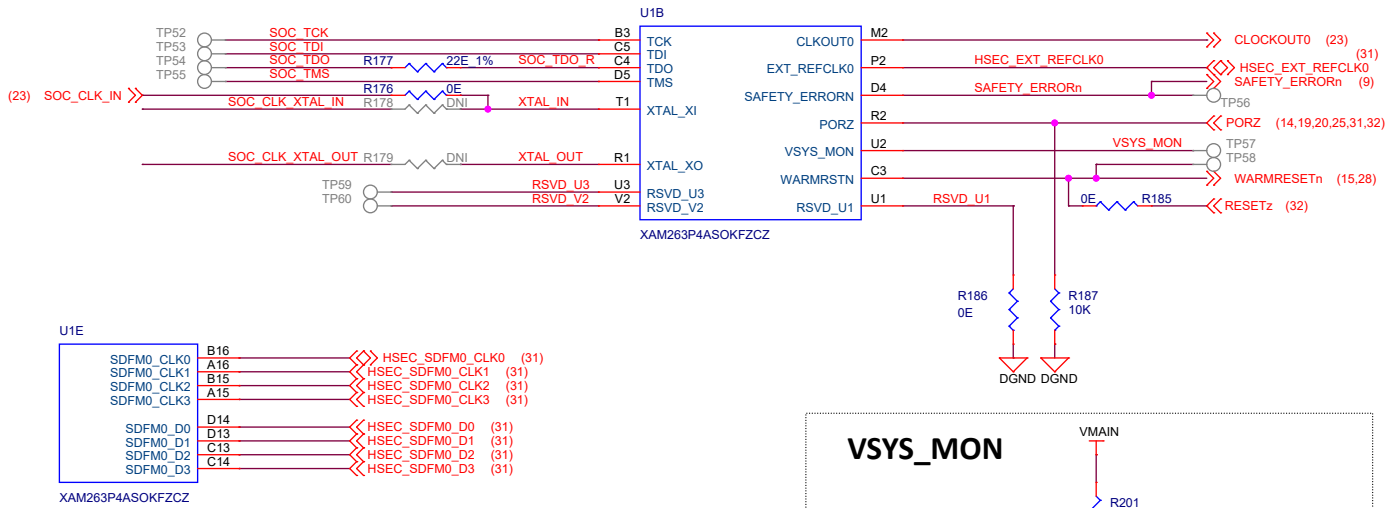 U1B
TP52 SOC_TCK B3 TCK CLKOUT0 M2 CLOCKOUT0 (23)
TP53 SOC_TDI C5 TDI
TP54 SOC_TDO R177 22E_1% SOC_TDO_R C4 TDO EXT_REFCLK0 P2 HSEC_EXT_REFCLK0 HSEC_EXT_REFCLK0 (31)
TP55 SOC_TMS D5 TMS
SAFETY_ERRORN D4 SAFETY_ERRORn SAFETY_ERRORn (9)
TP56
(23) SOC_CLK_IN R176 0E
SOC_CLK_XTAL_IN R178 DNI XTAL_IN T1 XTAL_XI
PORZ R2 PORZ (14,19,20,25,31,32)
VSYS_MON U2 VSYS_MON TP57
TP58
SOC_CLK_XTAL_OUT R179 DNI XTAL_OUT R1 XTAL_XO
WARMRSTN C3 WARMRESETn (15,28)
TP59 RSVD_U3 U3 RSVD_U3
TP60 RSVD_V2 V2 RSVD_V2
RSVD_U1 U1 RSVD_U1 0E R185 RESETz (32)
XAM263P4ASOKFZCZ
R186 0E
R187 10K
DGND DGND
U1E
SDFM0_CLK0 B16 HSEC_SDFM0_CLK0 (31)
SDFM0_CLK1 A16 HSEC_SDFM0_CLK1 (31)
SDFM0_CLK2 B15 HSEC_SDFM0_CLK2 (31)
SDFM0_CLK3 A15 HSEC_SDFM0_CLK3 (31)
SDFM0_D0 D14 HSEC_SDFM0_D0 (31)
SDFM0_D1 D13 HSEC_SDFM0_D1 (31)
SDFM0_D2 C13 HSEC_SDFM0_D2 (31)
SDFM0_D3 C14 HSEC_SDFM0_D3 (31)
XAM263P4ASOKFZCZ
VSYS_MON
VMAIN
R201